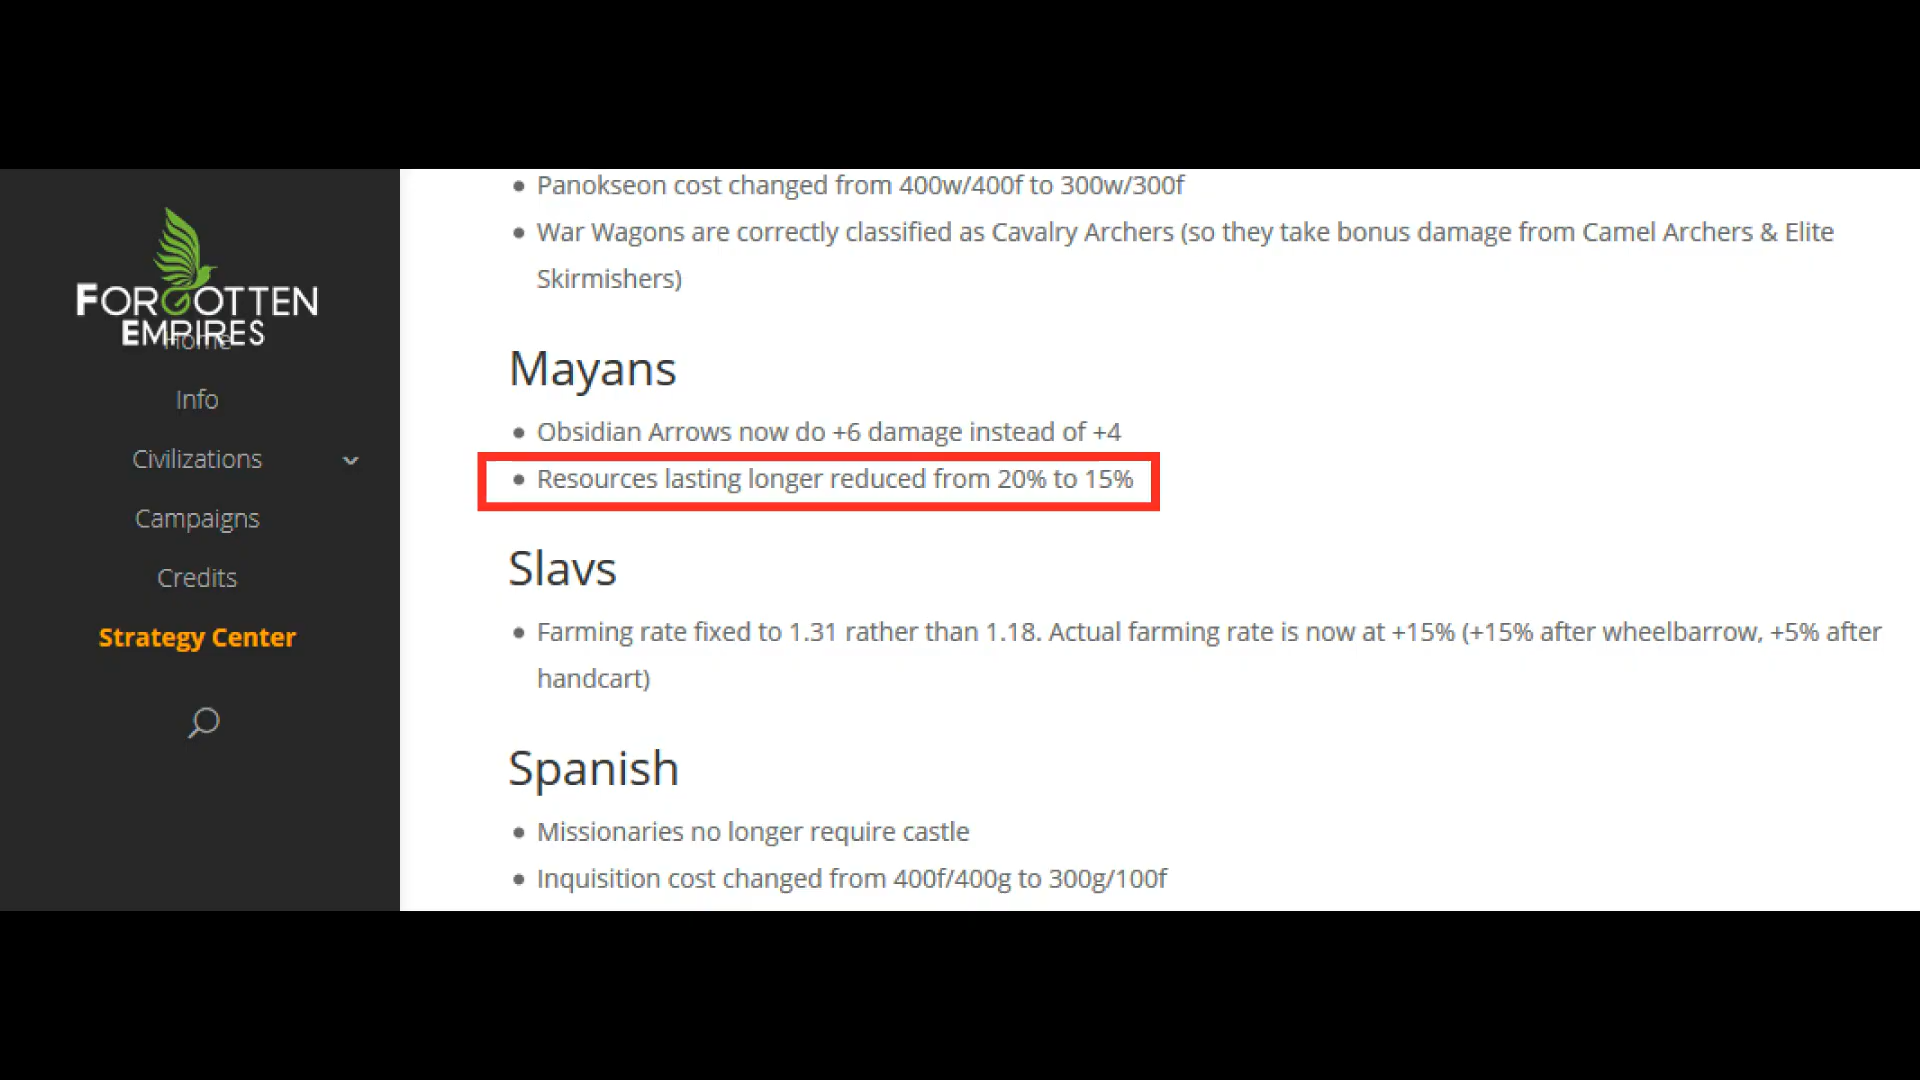 FORGOTTEN
EMPIRES
Home
Info
Civilizations
Campaigns
Credits
Strategy Center
• Panokseon cost changed from 400w/400f to 300w/300f
• War Wagons are correctly classified as Cavalry Archers (so they take bonus damage from Camel Archers & Elite
Skirmishers)
Mayans
• Obsidian Arrows now do +6 damage instead of +4
• Resources lasting longer reduced from 20% to 15%
Slavs
• Farming rate fixed to 1.31 rather than 1.18. Actual farming rate is now at +15% (+15% after wheelbarrow, +5% after
handcart)
Spanish
• Missionaries no longer require castle
• Inquisition cost changed from 400f/400g to 300g/100f